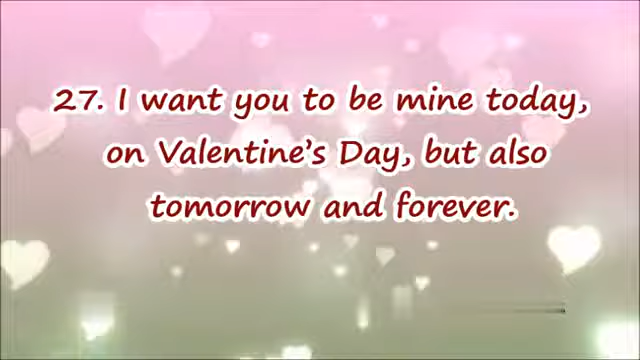 27. I want you to be mine today,
on Valentine's Day, but also
tomorrow and forever.